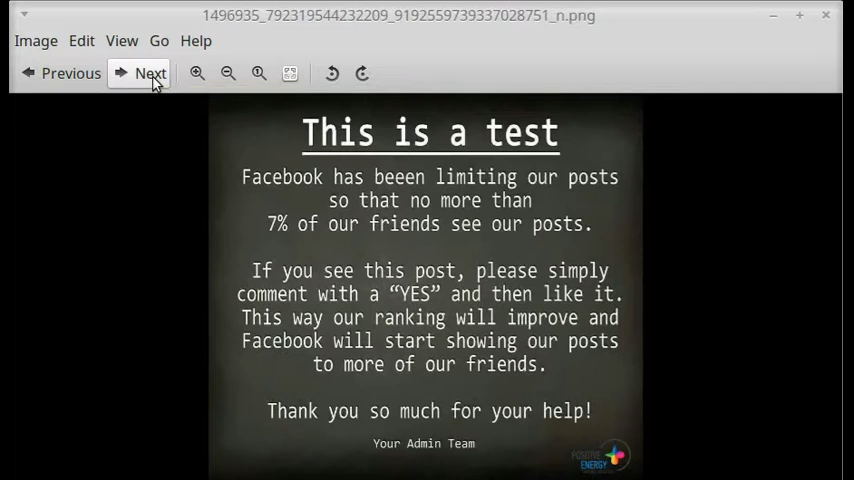 1496935_792319544232209_9192559739337028751_n.png
Image Edit View Go Help
Previous Next
This is a test
Facebook has beeen limiting our posts
so that no more than
7% of our friends see our posts.
If you see this post, please simply
comment with a “YES” and then like it.
This way our ranking will improve and
Facebook will start showing our posts
to more of our friends.
Thank you so much for your help!
Your Admin Team
POSITIVE
ENERGY